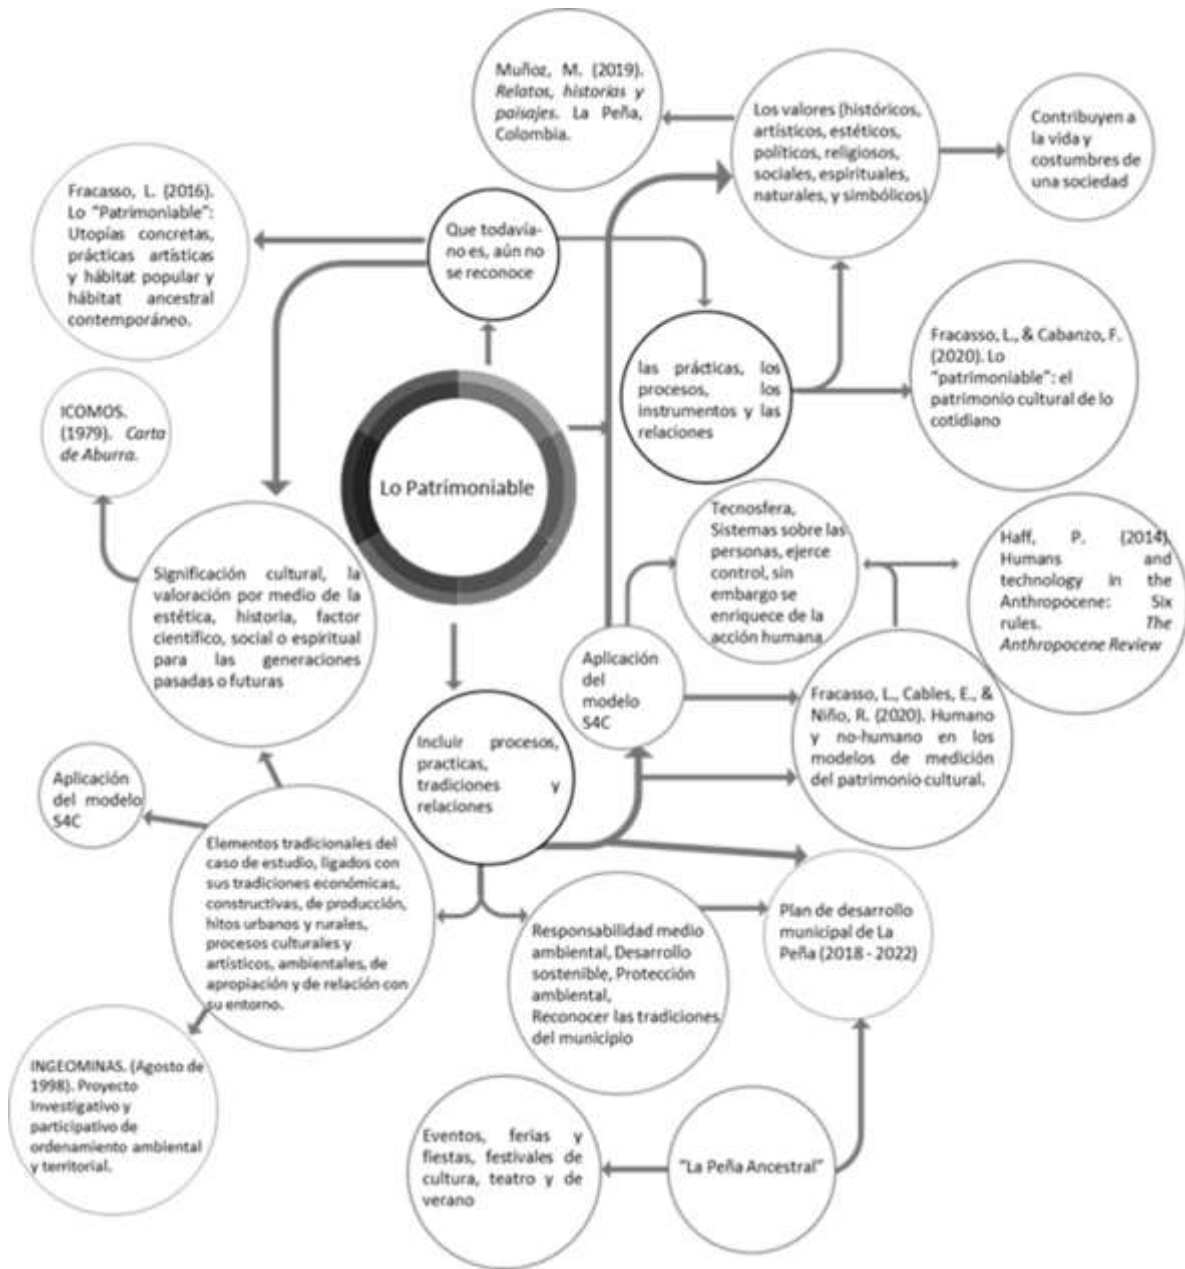 Muñoz, M. (2019).
Relatos, historias y
paisajes. La Peña,
Colombia.
Los valores (históricos,
artísticos, estéticos,
políticos, religiosos,
sociales, espirituales,
naturales, y simbólicos)
Contribuyen a
la vida y
costumbres de
una sociedad
Fracasso, L. (2016).
Lo "Patrimoniable":
Utopías concretas,
prácticas artísticas
y hábitat popular y
hábitat ancestral
contemporáneo.
Que todavía-
no es, aún no
se reconoce
las prácticas, los
procesos, los
instrumentos y las
relaciones
Fracasso, L., & Cabanzo, F.
(2020). Lo
"patrimoniable": el
patrimonio cultural de lo
cotidiano
ICOMOS.
(1979). Carta
de Aburra.
Lo Patrimoniable
Tecnosfera,
Sistemas sobre las
personas, ejerce
control, sin
embargo se
enriquece de la
acción humana
Haff, P. (2014).
Humans and
technology in the
Anthropocene: Six
rules. The
Anthropocene Review
Significación cultural, la
valoración por medio de la
estética, historia, factor
científico, social o espiritual
para las generaciones
pasadas o futuras
Aplicación
del
modelo
S4C
Fracasso, L., Cables, E., &
Niño, R. (2020). Humano
y no-humano en los
modelos de medición
del patrimonio cultural.
Incluir procesos,
practicas,
tradiciones y
relaciones
Aplicación
del modelo
S4C
Elementos tradicionales del
caso de estudio, ligados con
sus tradiciones económicas,
constructivas, de producción,
hitos urbanos y rurales,
procesos culturales y
artísticos, ambientales, de
apropiación y de relación con
su entorno.
Responsabilidad medio
ambiental, Desarrollo
sostenible, Protección
ambiental,
Reconocer las tradiciones
del municipio
Plan de desarrollo
municipal de La
Peña (2018 - 2022)
INGEOMINAS. (Agosto de
1998). Proyecto
Investigativo y
participativo de
ordenamiento ambiental
y territorial.
Eventos, ferias y
fiestas, festivales de
cultura, teatro y de
verano
"La Peña Ancestral"